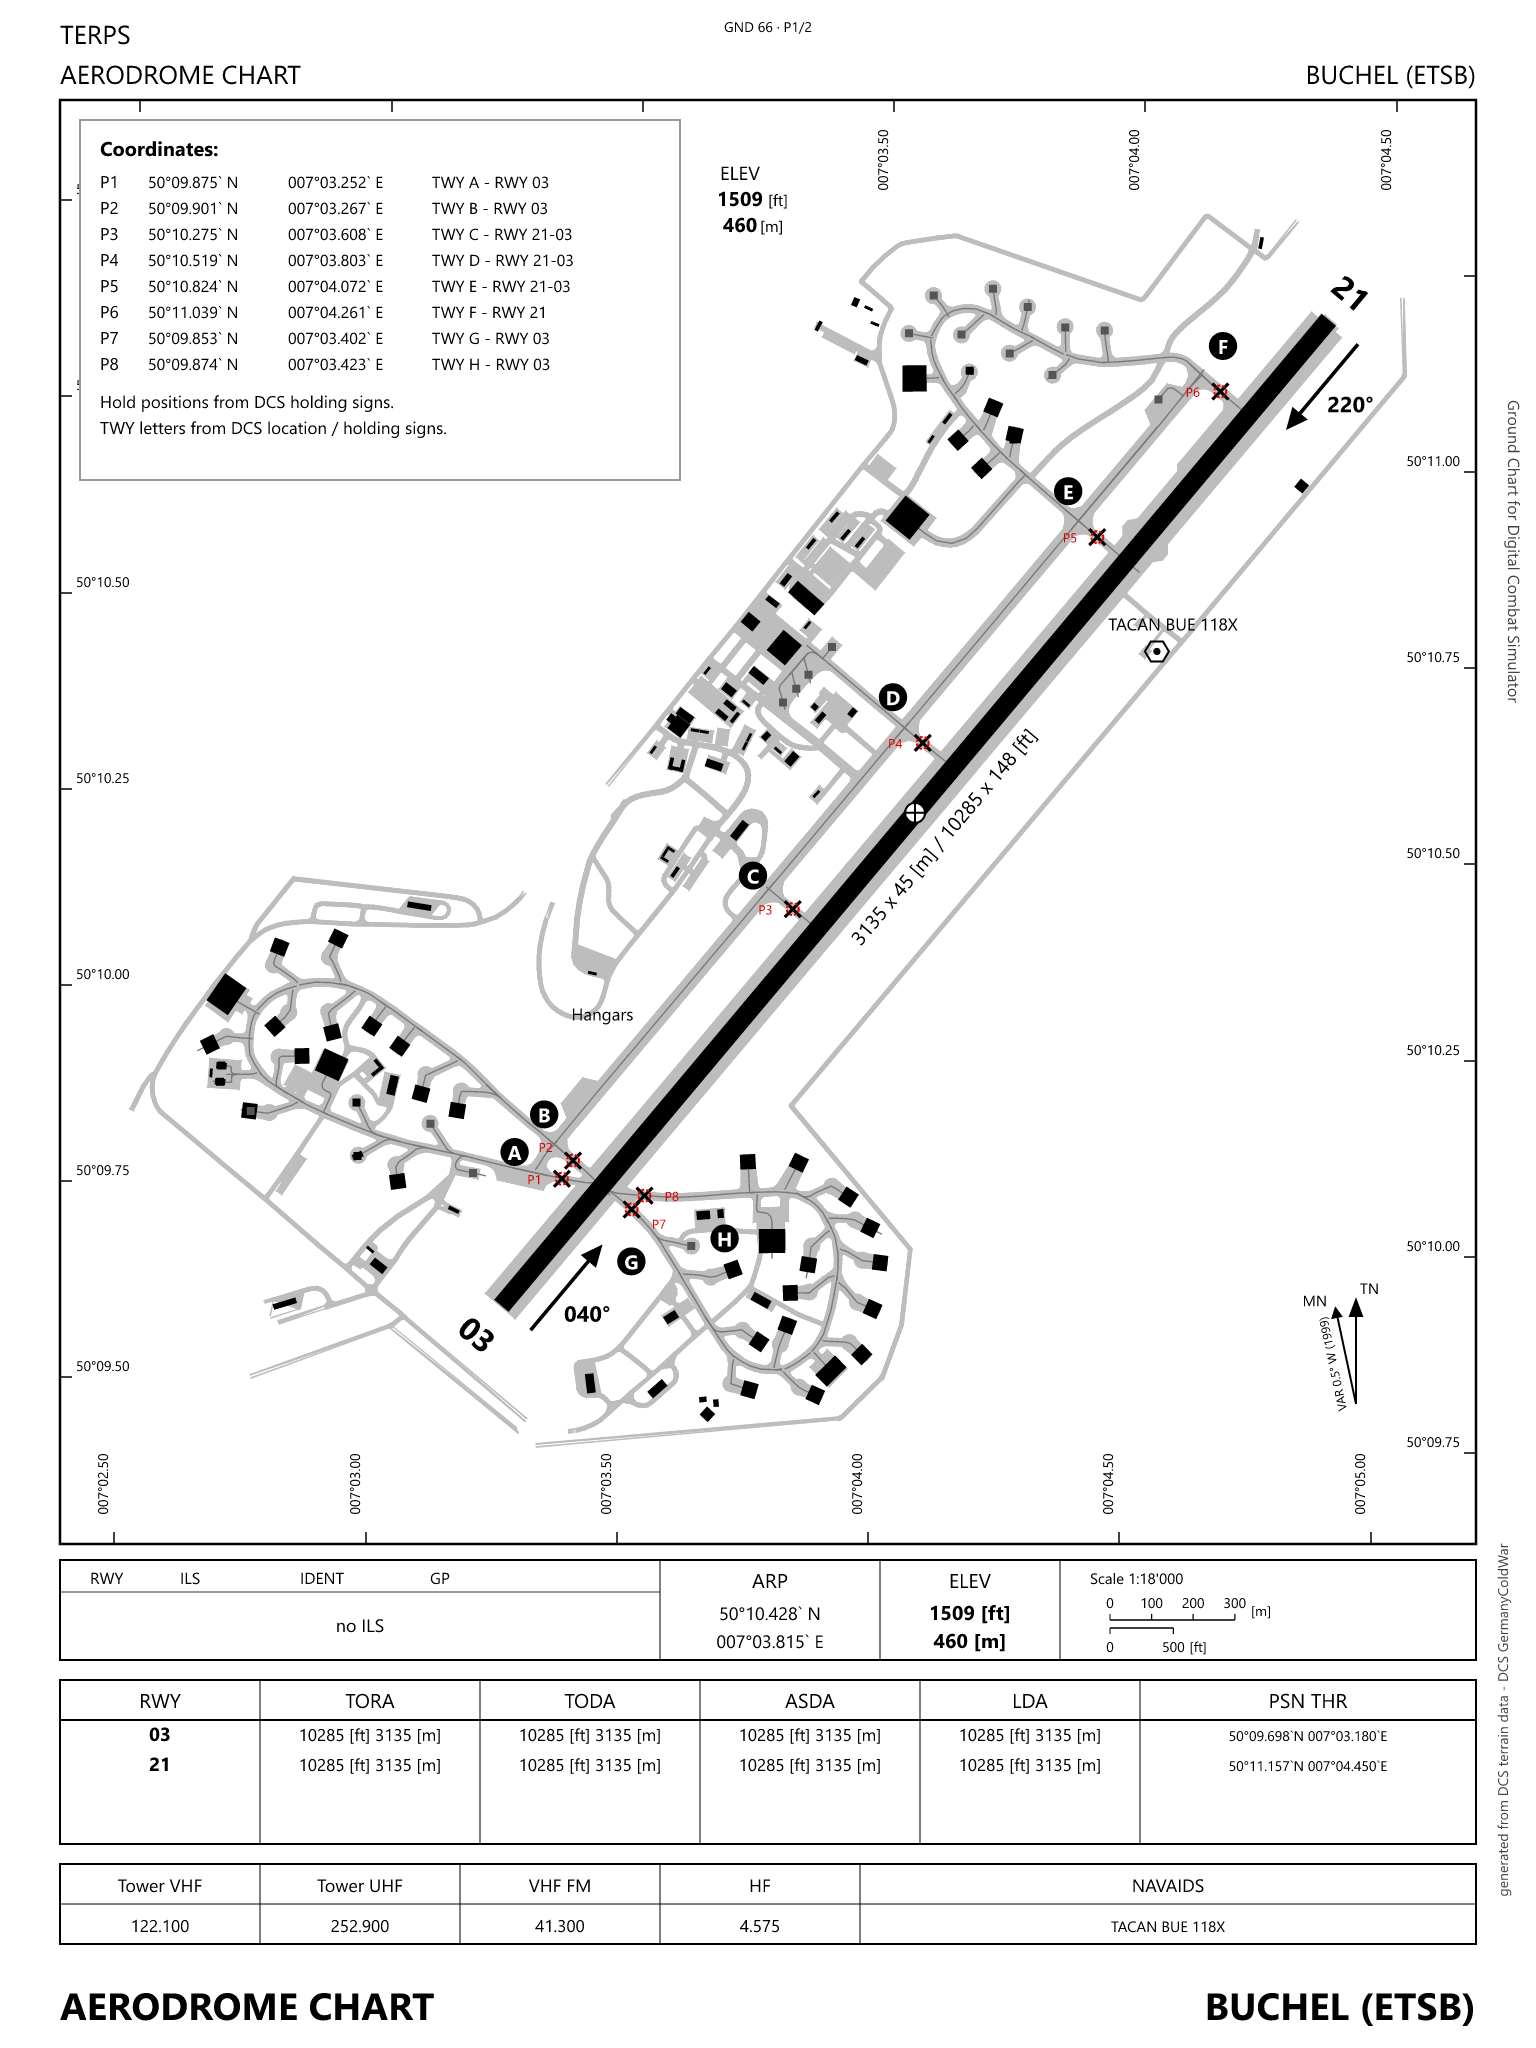 GND 66 · P1/2
TERPS
AERODROME CHART
BUCHEL (ETSB)
Coordinates:
P1 50°09.875` N 007°03.252` E TWY A - RWY 03
P2 50°09.901` N 007°03.267` E TWY B - RWY 03
P3 50°10.275` N 007°03.608` E TWY C - RWY 21-03
P4 50°10.519` N 007°03.803` E TWY D - RWY 21-03
P5 50°10.824` N 007°04.072` E TWY E - RWY 21-03
P6 50°11.039` N 007°04.261` E TWY F - RWY 21
P7 50°09.853` N 007°03.402` E TWY G - RWY 03
P8 50°09.874` N 007°03.423` E TWY H - RWY 03
Hold positions from DCS holding signs.
TWY letters from DCS location / holding signs.
ELEV
1509 [ft]
460 [m]
007°03.50
007°04.00
007°04.50
21
F
P6
220°
50°11.00
E
P5
50°10.50
TACAN BUE 118X
50°10.75
D
P4
3135 x 45 [m] / 10285 x 148 [ft]
50°10.25
C
P3
50°10.50
50°10.00
Hangars
50°10.25
B
P2
A
P1
50°09.75
P8
P7
H
G
50°10.00
040°
03
MN
TN
VAR 0.5° W (1999)
50°09.50
50°09.75
007°02.50
007°03.00
007°03.50
007°04.00
007°04.50
007°05.00
Ground Chart for Digital Combat Simulator
generated from DCS terrain data - DCS GermanyColdWar
RWY ILS IDENT GP
no ILS
ARP
50°10.428` N
007°03.815` E
ELEV
1509 [ft]
460 [m]
Scale 1:18'000
0 100 200 300 [m]
0 500 [ft]
RWY TORA TODA ASDA LDA PSN THR
03 10285 [ft] 3135 [m] 10285 [ft] 3135 [m] 10285 [ft] 3135 [m] 10285 [ft] 3135 [m] 50°09.698`N 007°03.180`E
21 10285 [ft] 3135 [m] 10285 [ft] 3135 [m] 10285 [ft] 3135 [m] 10285 [ft] 3135 [m] 50°11.157`N 007°04.450`E
Tower VHF Tower UHF VHF FM HF NAVAIDS
122.100 252.900 41.300 4.575 TACAN BUE 118X
AERODROME CHART
BUCHEL (ETSB)